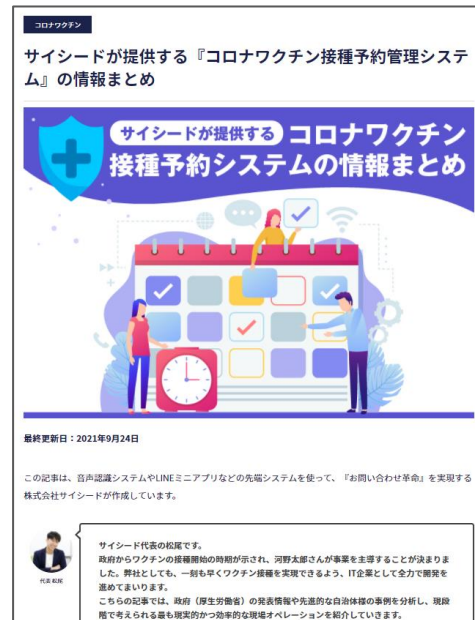 コロナワクチン
サイシードが提供する『コロナワクチン接種予約管理システ
ム』の情報まとめ
サイシードが提供する コロナワクチン
接種予約システムの情報まとめ
最終更新日：2021年9月24日
この記事は、音声認識システムやLINEミニアプリなどの先端システムを使って、『お問い合わせ革命』を実現する
株式会社サイシードが作成しています。
サイシード代表の松尾です。
政府からワクチンの接種開始の時期が示され、河野太郎さんが事業を主導することが決まりま
した。弊社としても、一刻も早くワクチン接種を実現できるよう、IT企業として全力で開発を
進めてまいります。
こちらの記事では、政府（厚生労働省）の発表情報や先進的な自治体様の事例を分析し、現段
階で考えられる最も現実的かつ効率的な現場オペレーションを紹介していきます。
代表 松尾